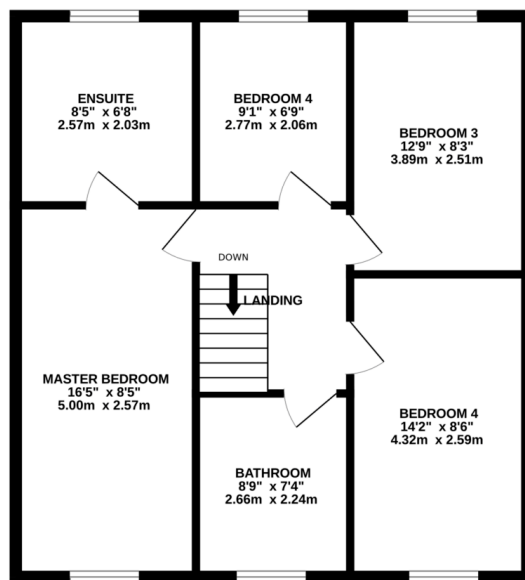 ENSUITE
8'5" x 6'8"
2.57m x 2.03m
BEDROOM 4
9'1" x 6'9"
2.77m x 2.06m
BEDROOM 3
12'9" x 8'3"
3.89m x 2.51m
DOWN
LANDING
MASTER BEDROOM
16'5" x 8'5"
5.00m x 2.57m
BEDROOM 4
14'2" x 8'6"
4.32m x 2.59m
BATHROOM
8'9" x 7'4"
2.66m x 2.24m